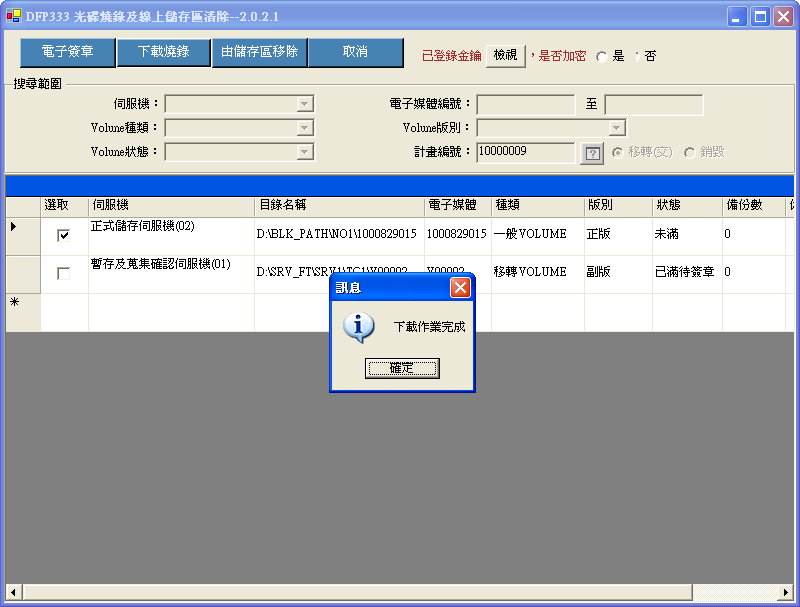 DFP333 光碟燒錄及線上儲存區清除--2.0.2.1
電子簽章 下載燒錄 由儲存區移除 取消 已登錄金鑰 檢視 ，是否加密 是 否
搜尋範圍
伺服機： 電子媒體編號： 至
Volune種類： Volune版別：
Volune狀態： 計畫編號： 10000009 ? 移轉(交) 銷毀
選取 伺服機 目錄名稱 電子媒體 種類 版別 狀態 備份數
正式儲存伺服機(02) D:\BLK_PATH\NO1\1000829015 1000829015 一般VOLUME 正版 未滿 0
暫存及蒐集確認伺服機(01) 移轉VOLUME 副版 已滿待簽章 0
訊息
下載作業完成
確定